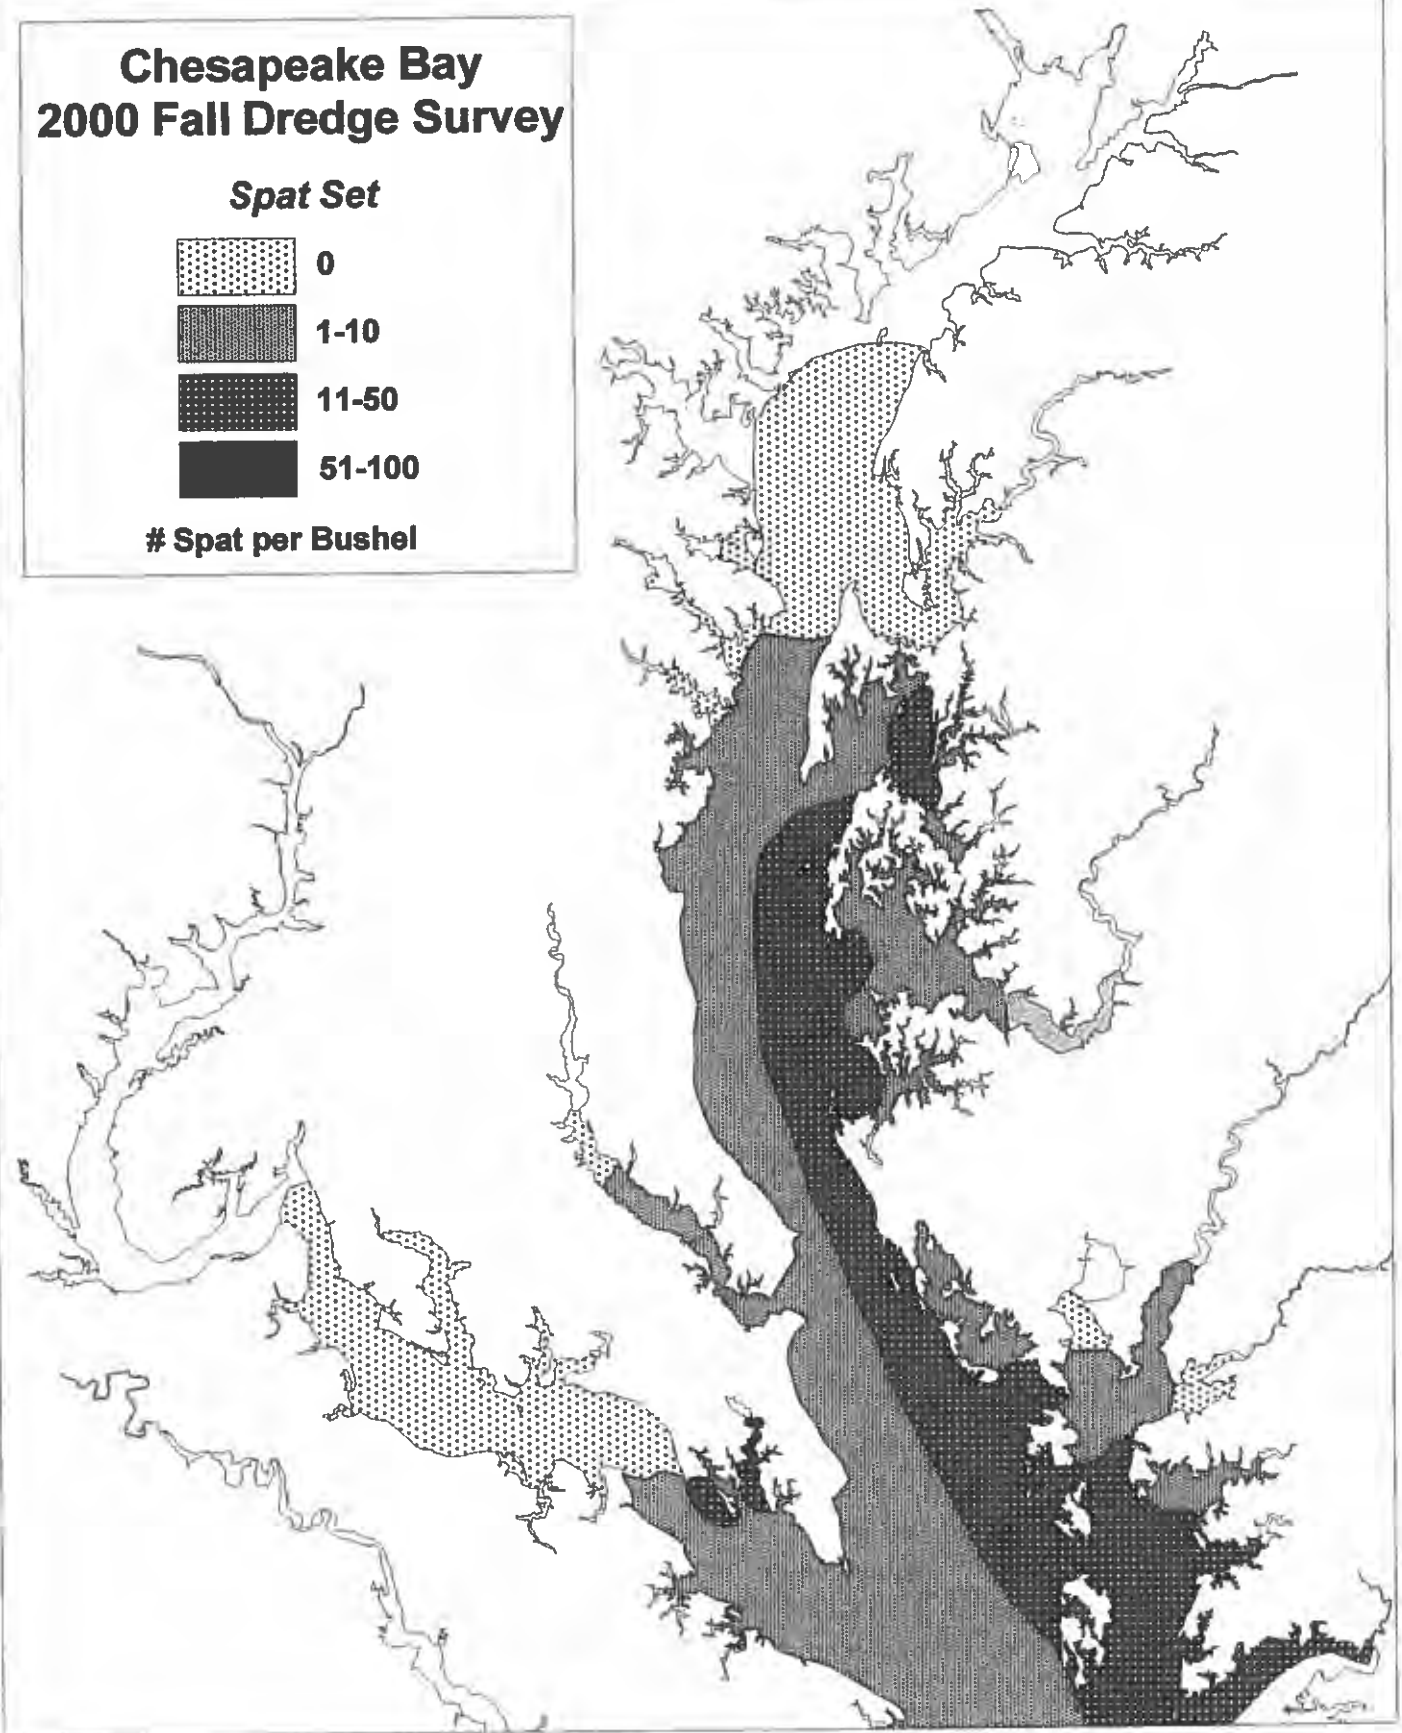 Chesapeake Bay
2000 Fall Dredge Survey
Spat Set
0
1-10
11-50
51-100
# Spat per Bushel